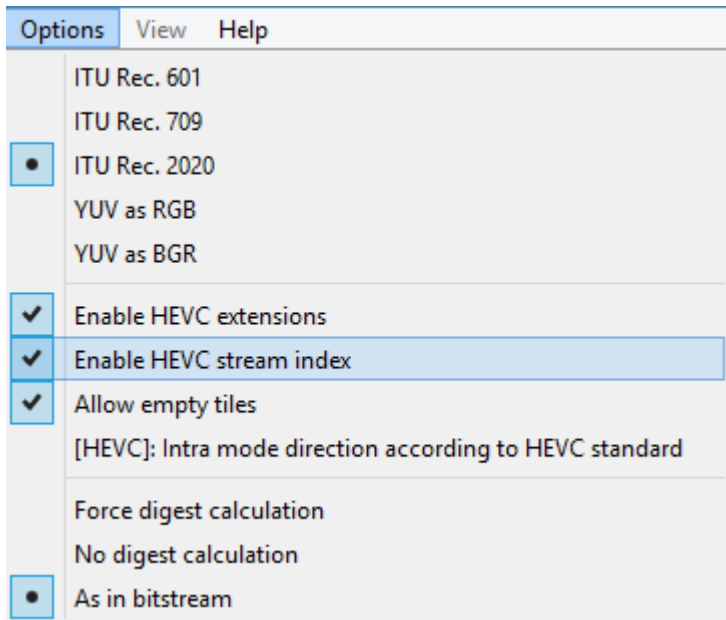 Options View Help
ITU Rec. 601
ITU Rec. 709
ITU Rec. 2020
YUV as RGB
YUV as BGR
Enable HEVC extensions
Enable HEVC stream index
Allow empty tiles
[HEVC]: Intra mode direction according to HEVC standard
Force digest calculation
No digest calculation
As in bitstream